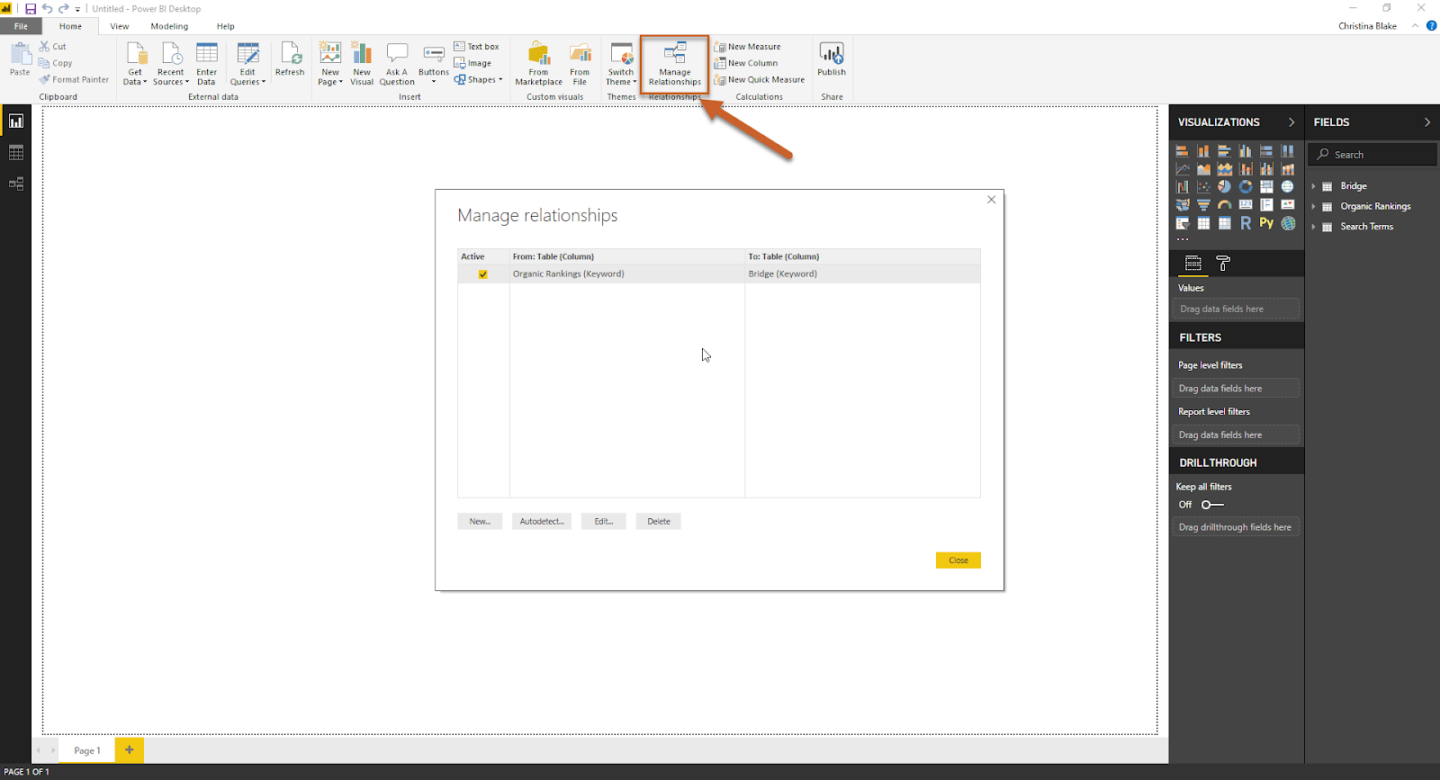 Untitled - Power BI Desktop
File Home View Modeling Help
Christina Blake
Paste
Cut
Copy
Format Painter
Clipboard
Get Data
Recent Sources
Enter Data
Edit Queries
External data
Refresh
New Page
New Visual
Ask A Question
Buttons
Text box
Image
Shapes
Insert
From Marketplace
From File
Custom visuals
Switch Theme
Themes
Manage Relationships
Relationships
New Measure
New Column
New Quick Measure
Calculations
Publish
Share
Manage relationships
Active From: Table (Column) To: Table (Column)
Organic Rankings (Keyword) Bridge (Keyword)
New... Autodetect... Edit... Delete
Close
VISUALIZATIONS
R Py
...
Values
Drag data fields here
FILTERS
Page level filters
Drag data fields here
Report level filters
Drag data fields here
DRILLTHROUGH
Keep all filters
Off
Drag drillthrough fields here
FIELDS
Search
Bridge
Organic Rankings
Search Terms
Page 1 +
PAGE 1 OF 1